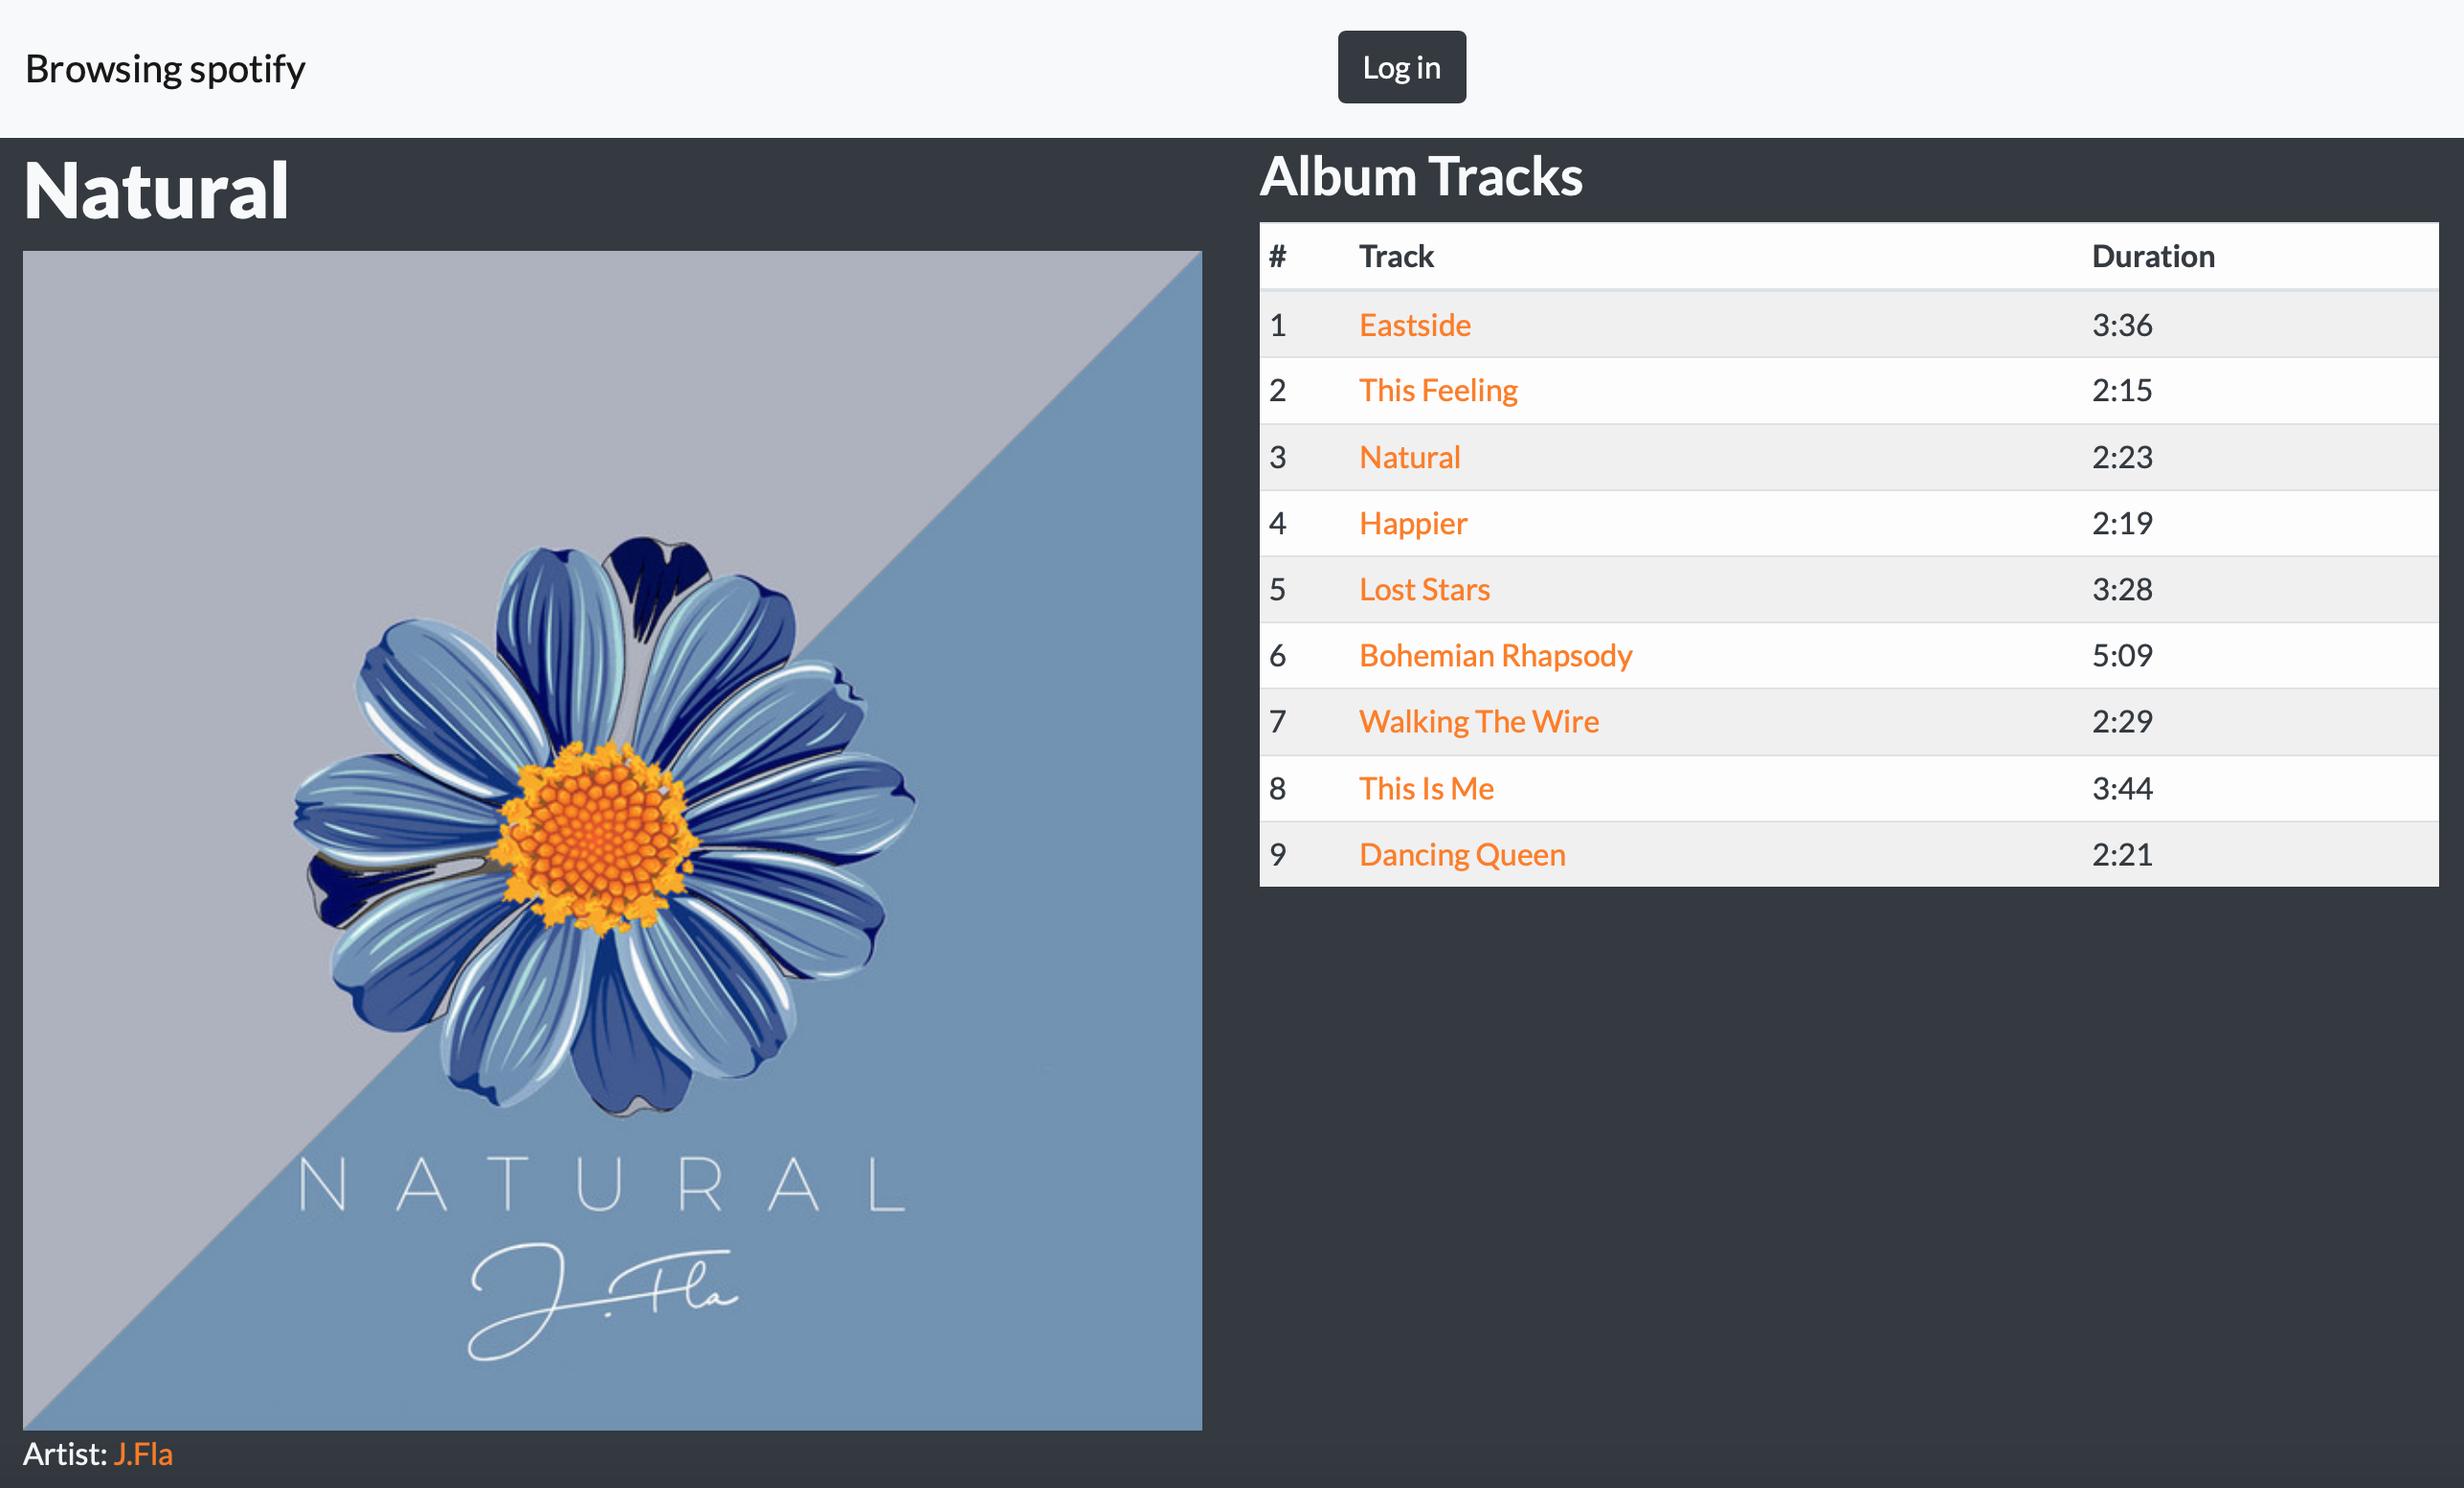 Browsing spotify
Log in
Natural
NATURAL
J.Fla
Artist: J.Fla
Album Tracks
# Track Duration
1 Eastside 3:36
2 This Feeling 2:15
3 Natural 2:23
4 Happier 2:19
5 Lost Stars 3:28
6 Bohemian Rhapsody 5:09
7 Walking The Wire 2:29
8 This Is Me 3:44
9 Dancing Queen 2:21